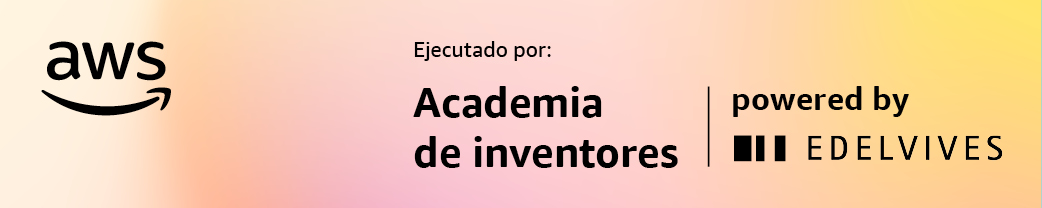 aws
Ejecutado por:
Academia
de inventores
powered by
EDELVIVES